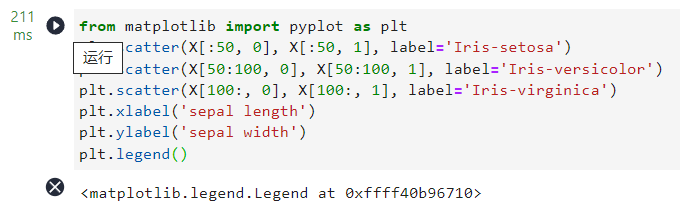 211
ms
from matplotlib import pyplot as plt
catter(X[:50, 0], X[:50, 1], label='Iris-setosa')
运行
catter(X[50:100, 0], X[50:100, 1], label='Iris-versicolor')
plt.scatter(X[100:, 0], X[100:, 1], label='Iris-virginica')
plt.xlabel('sepal length')
plt.ylabel('sepal width')
plt.legend()
<matplotlib.legend.Legend at 0xffff40b96710>